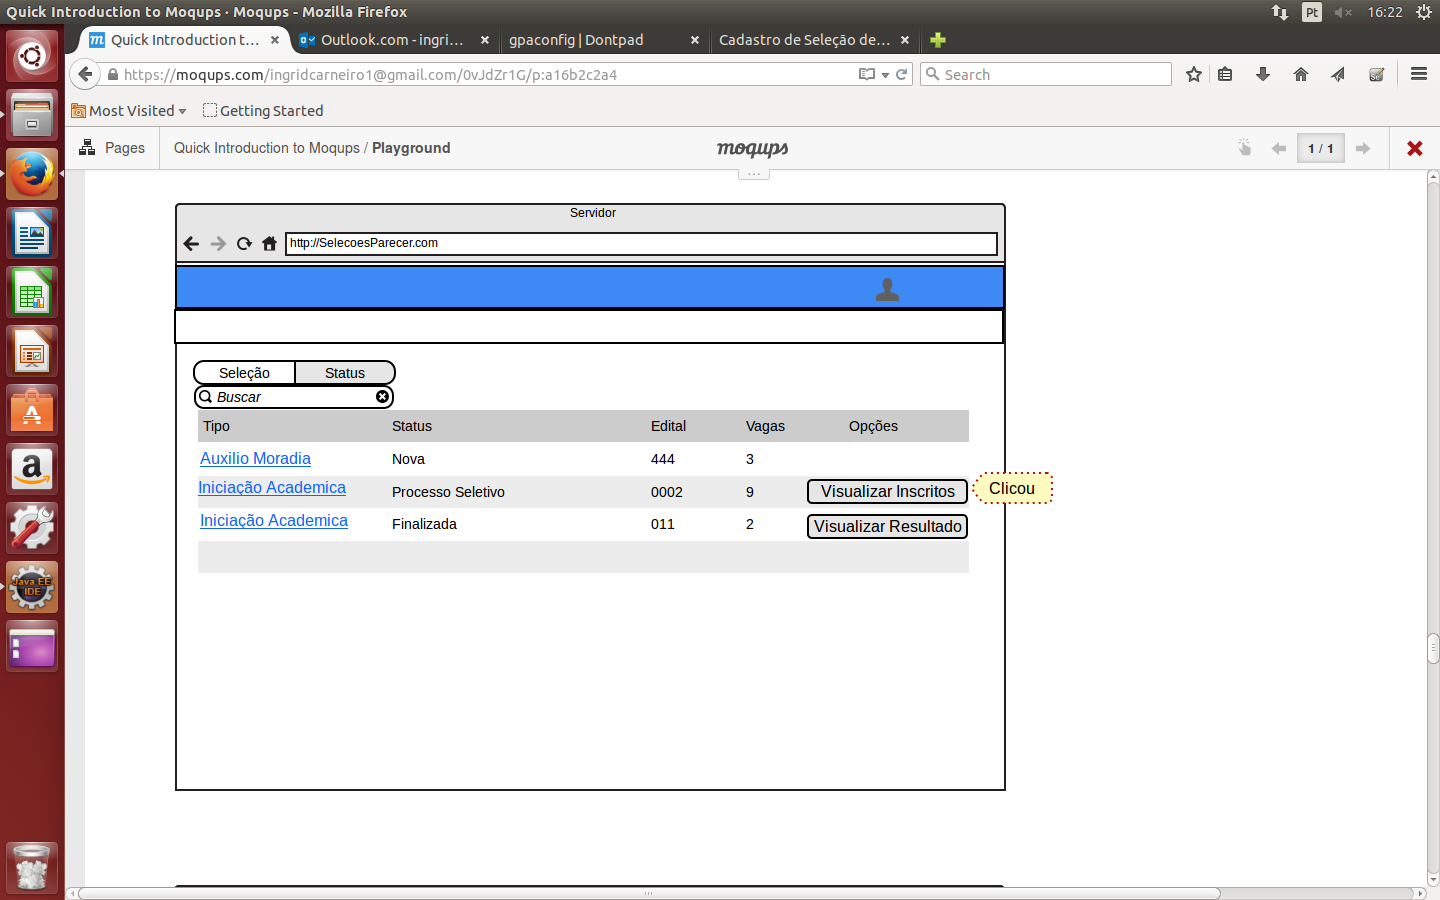 Quick Introduction to Moqups · Moqups - Mozilla Firefox
Pt
16:22
Quick Introduction t...
Outlook.com - ingri...
gpaconfig | Dontpad
Cadastro de Seleção de...
https://moqups.com/ingridcarneiro1@gmail.com/0vJdZr1G/p:a16b2c2a4
Search
Most Visited
Getting Started
Pages
Quick Introduction to Moqups / Playground
moqups
1 / 1
...
Servidor
http://SelecoesParecer.com
Seleção
Status
Buscar
Tipo Status Edital Vagas Opções
Auxilio Moradia Nova 444 3
Iniciação Academica Processo Seletivo 0002 9 Visualizar Inscritos
Clicou
Iniciação Academica Finalizada 011 2 Visualizar Resultado
Java EE
IDE